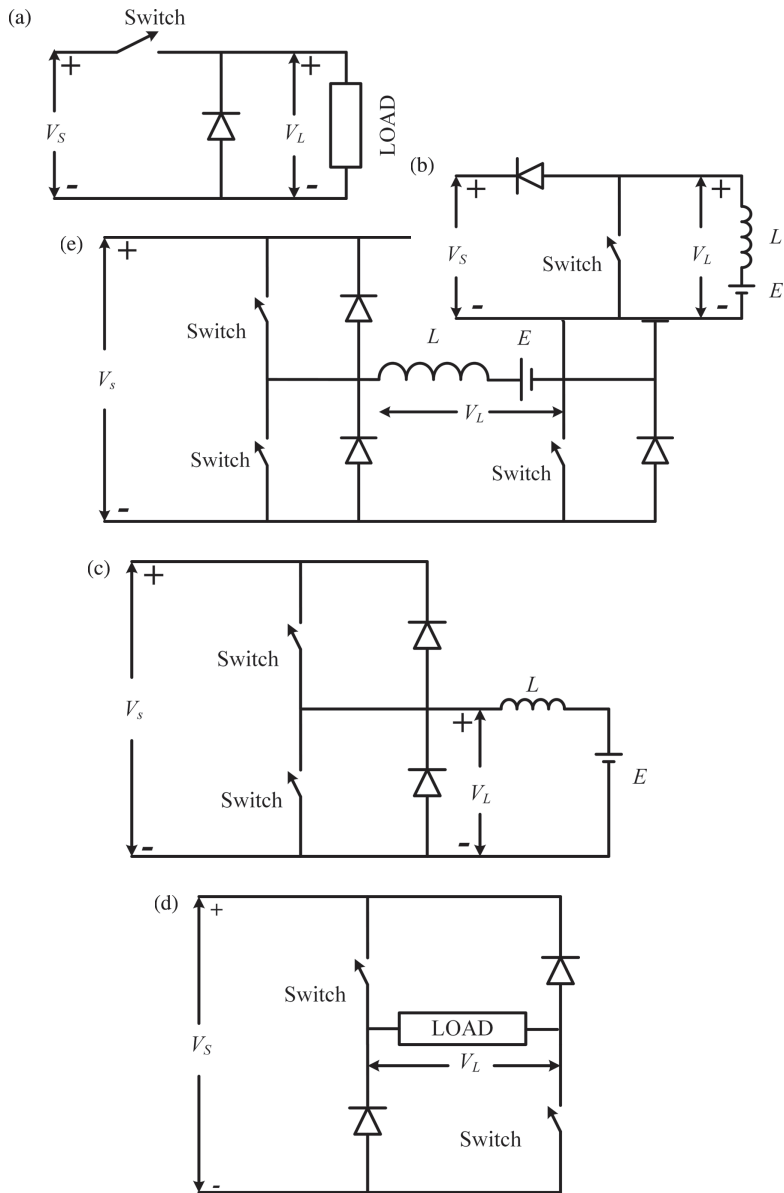 (a)
Switch
+
+
V_S
V_L
LOAD
-
-
(b)
+
+
V_S
Switch
V_L
L
E
-
-
(e)
+
Switch
L
E
V_s
V_L
Switch
Switch
-
(c)
+
Switch
V_s
+
L
V_L
E
Switch
-
-
(d)
+
Switch
LOAD
V_S
V_L
Switch
-